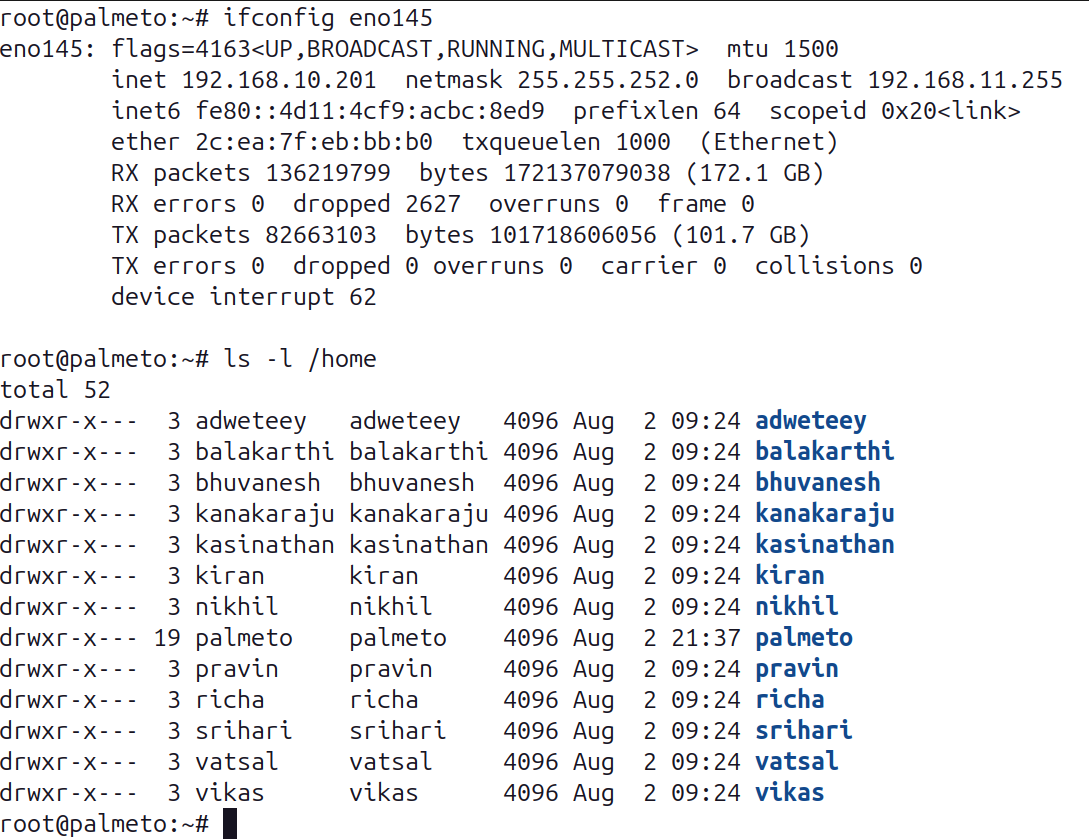 root@palmeto:~# ifconfig eno145
eno145: flags=4163<UP,BROADCAST,RUNNING,MULTICAST>  mtu 1500
        inet 192.168.10.201  netmask 255.255.252.0  broadcast 192.168.11.255
        inet6 fe80::4d11:4cf9:acbc:8ed9  prefixlen 64  scopeid 0x20<link>
        ether 2c:ea:7f:eb:bb:b0  txqueuelen 1000  (Ethernet)
        RX packets 136219799  bytes 172137079038 (172.1 GB)
        RX errors 0  dropped 2627  overruns 0  frame 0
        TX packets 82663103  bytes 101718606056 (101.7 GB)
        TX errors 0  dropped 0 overruns 0  carrier 0  collisions 0
        device interrupt 62

root@palmeto:~# ls -l /home
total 52
drwxr-x---  3 adweteey   adweteey   4096 Aug  2 09:24 adweteey
drwxr-x---  3 balakarthi balakarthi 4096 Aug  2 09:24 balakarthi
drwxr-x---  3 bhuvanesh  bhuvanesh  4096 Aug  2 09:24 bhuvanesh
drwxr-x---  3 kanakaraju kanakaraju 4096 Aug  2 09:24 kanakaraju
drwxr-x---  3 kasinathan kasinathan 4096 Aug  2 09:24 kasinathan
drwxr-x---  3 kiran      kiran      4096 Aug  2 09:24 kiran
drwxr-x---  3 nikhil     nikhil     4096 Aug  2 09:24 nikhil
drwxr-x--- 19 palmeto    palmeto    4096 Aug  2 21:37 palmeto
drwxr-x---  3 pravin     pravin     4096 Aug  2 09:24 pravin
drwxr-x---  3 richa      richa      4096 Aug  2 09:24 richa
drwxr-x---  3 srihari    srihari    4096 Aug  2 09:24 srihari
drwxr-x---  3 vatsal     vatsal     4096 Aug  2 09:24 vatsal
drwxr-x---  3 vikas      vikas      4096 Aug  2 09:24 vikas
root@palmeto:~#